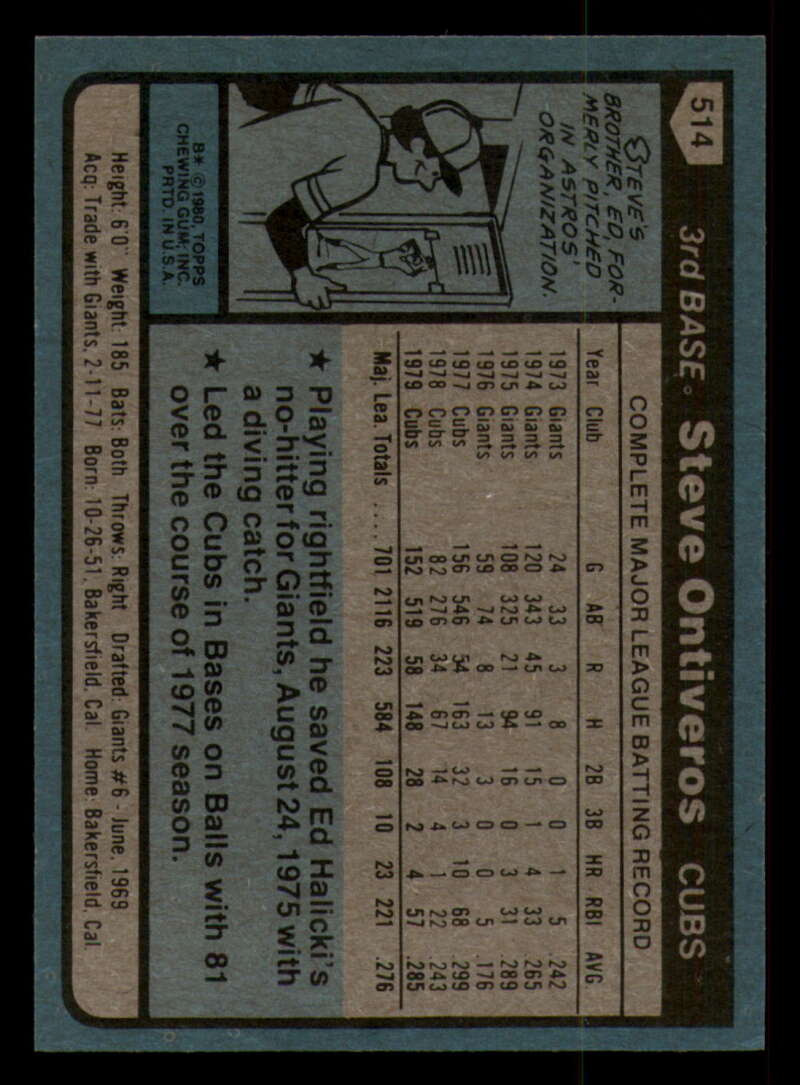 514 3rd BASE • Steve Ontiveros CUBS
STEVE'S
BROTHER, ED, FOR-
MERLY PITCHED
IN ASTROS'
ORGANIZATION.
B* © 1980, TOPPS
CHEWING GUM, INC.
PRTD. IN U.S.A.
COMPLETE MAJOR LEAGUE BATTING RECORD
Year Club G AB R H 2B 3B HR RBI AVG
1973 Giants 24 33 3 8 0 0 1 5 .242
1974 Giants 120 343 45 91 15 1 4 33 .265
1975 Giants 108 325 21 94 16 0 3 31 .289
1976 Giants 59 74 8 13 3 0 0 5 .176
1977 Cubs 156 546 54 163 32 3 10 68 .299
1978 Cubs 82 276 34 67 14 4 1 22 .243
1979 Cubs 152 519 58 148 28 2 4 57 .285
Maj. Lea. Totals .... 701 2116 223 584 108 10 23 221 .276
★ Playing rightfield he saved Ed Halicki's
no-hitter for Giants, August 24, 1975 with
a diving catch.
★ Led the Cubs in Bases on Balls with 81
over the course of 1977 season.
Height: 6'0" Weight: 185 Bats: Both Throws: Right Drafted: Giants #6 - June, 1969
Acq: Trade with Giants, 2-11-77 Born: 10-26-51, Bakersfield, Cal. Home: Bakersfield, Cal.